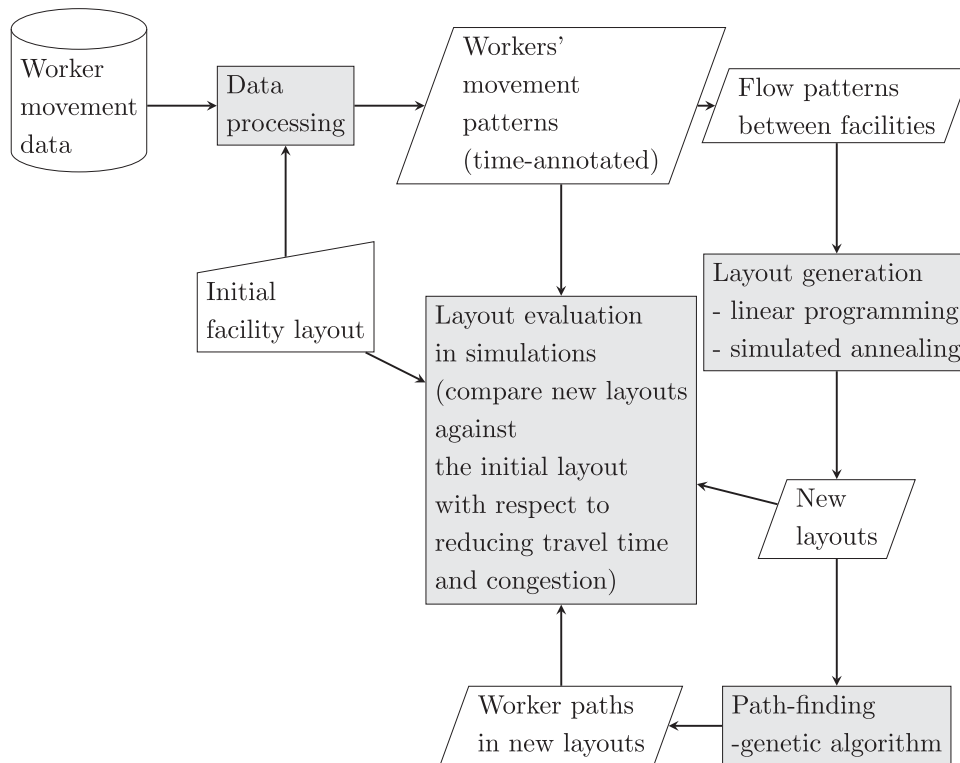 Worker
movement
data
Data
processing
Workers'
movement
patterns
(time-annotated)
Flow patterns
between facilities
Initial
facility layout
Layout evaluation
in simulations
(compare new layouts
against
the initial layout
with respect to
reducing travel time
and congestion)
Layout generation
- linear programming
- simulated annealing
New
layouts
Worker paths
in new layouts
Path-finding
-genetic algorithm